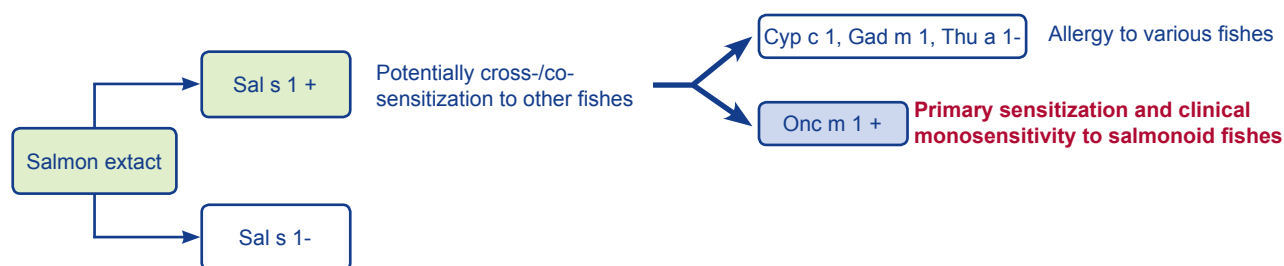 Cyp c 1, Gad m 1, Thu a 1-
Allergy to various fishes
Sal s 1 +
Potentially cross-/co-
sensitization to other fishes
Onc m 1 +
Primary sensitization and clinical
monosensitivity to salmonoid fishes
Salmon extact
Sal s 1-